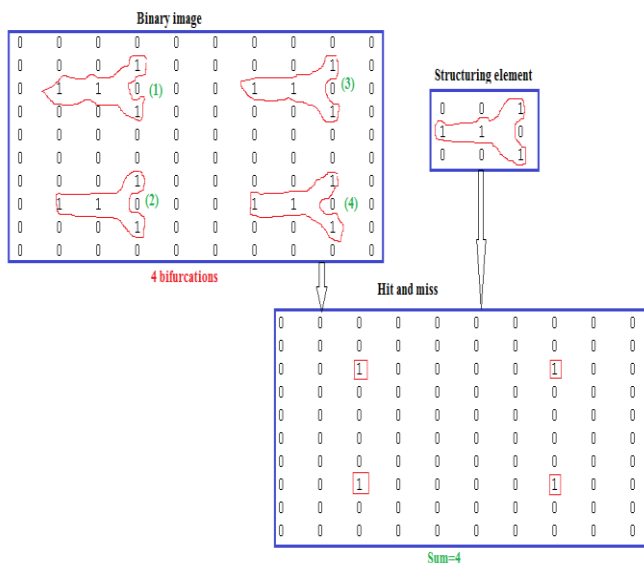 Binary image
0 0 0 0 0 0 0 0 0 0
0 0 0 1 0 0 0 0 1 0
0 1 1 0 (1) 0 0 1 1 0 (3) 0
0 0 0 1 0 0 0 0 1 0
0 0 0 0 0 0 0 0 0 0
0 0 0 0 0 0 0 0 0 0
0 0 0 1 0 0 0 0 1 0
0 1 1 0 (2) 0 0 1 1 0 (4) 0
0 0 0 1 0 0 0 0 1 0
0 0 0 0 0 0 0 0 0 0
4 bifurcations
Structuring element
0 0 1
1 1 0
0 0 1
Hit and miss
0 0 0 0 0 0 0 0 0 0
0 0 0 0 0 0 0 0 0 0
0 0 1 0 0 0 0 1 0 0
0 0 0 0 0 0 0 0 0 0
0 0 0 0 0 0 0 0 0 0
0 0 0 0 0 0 0 0 0 0
0 0 0 0 0 0 0 0 0 0
0 0 1 0 0 0 0 1 0 0
0 0 0 0 0 0 0 0 0 0
0 0 0 0 0 0 0 0 0 0
Sum=4